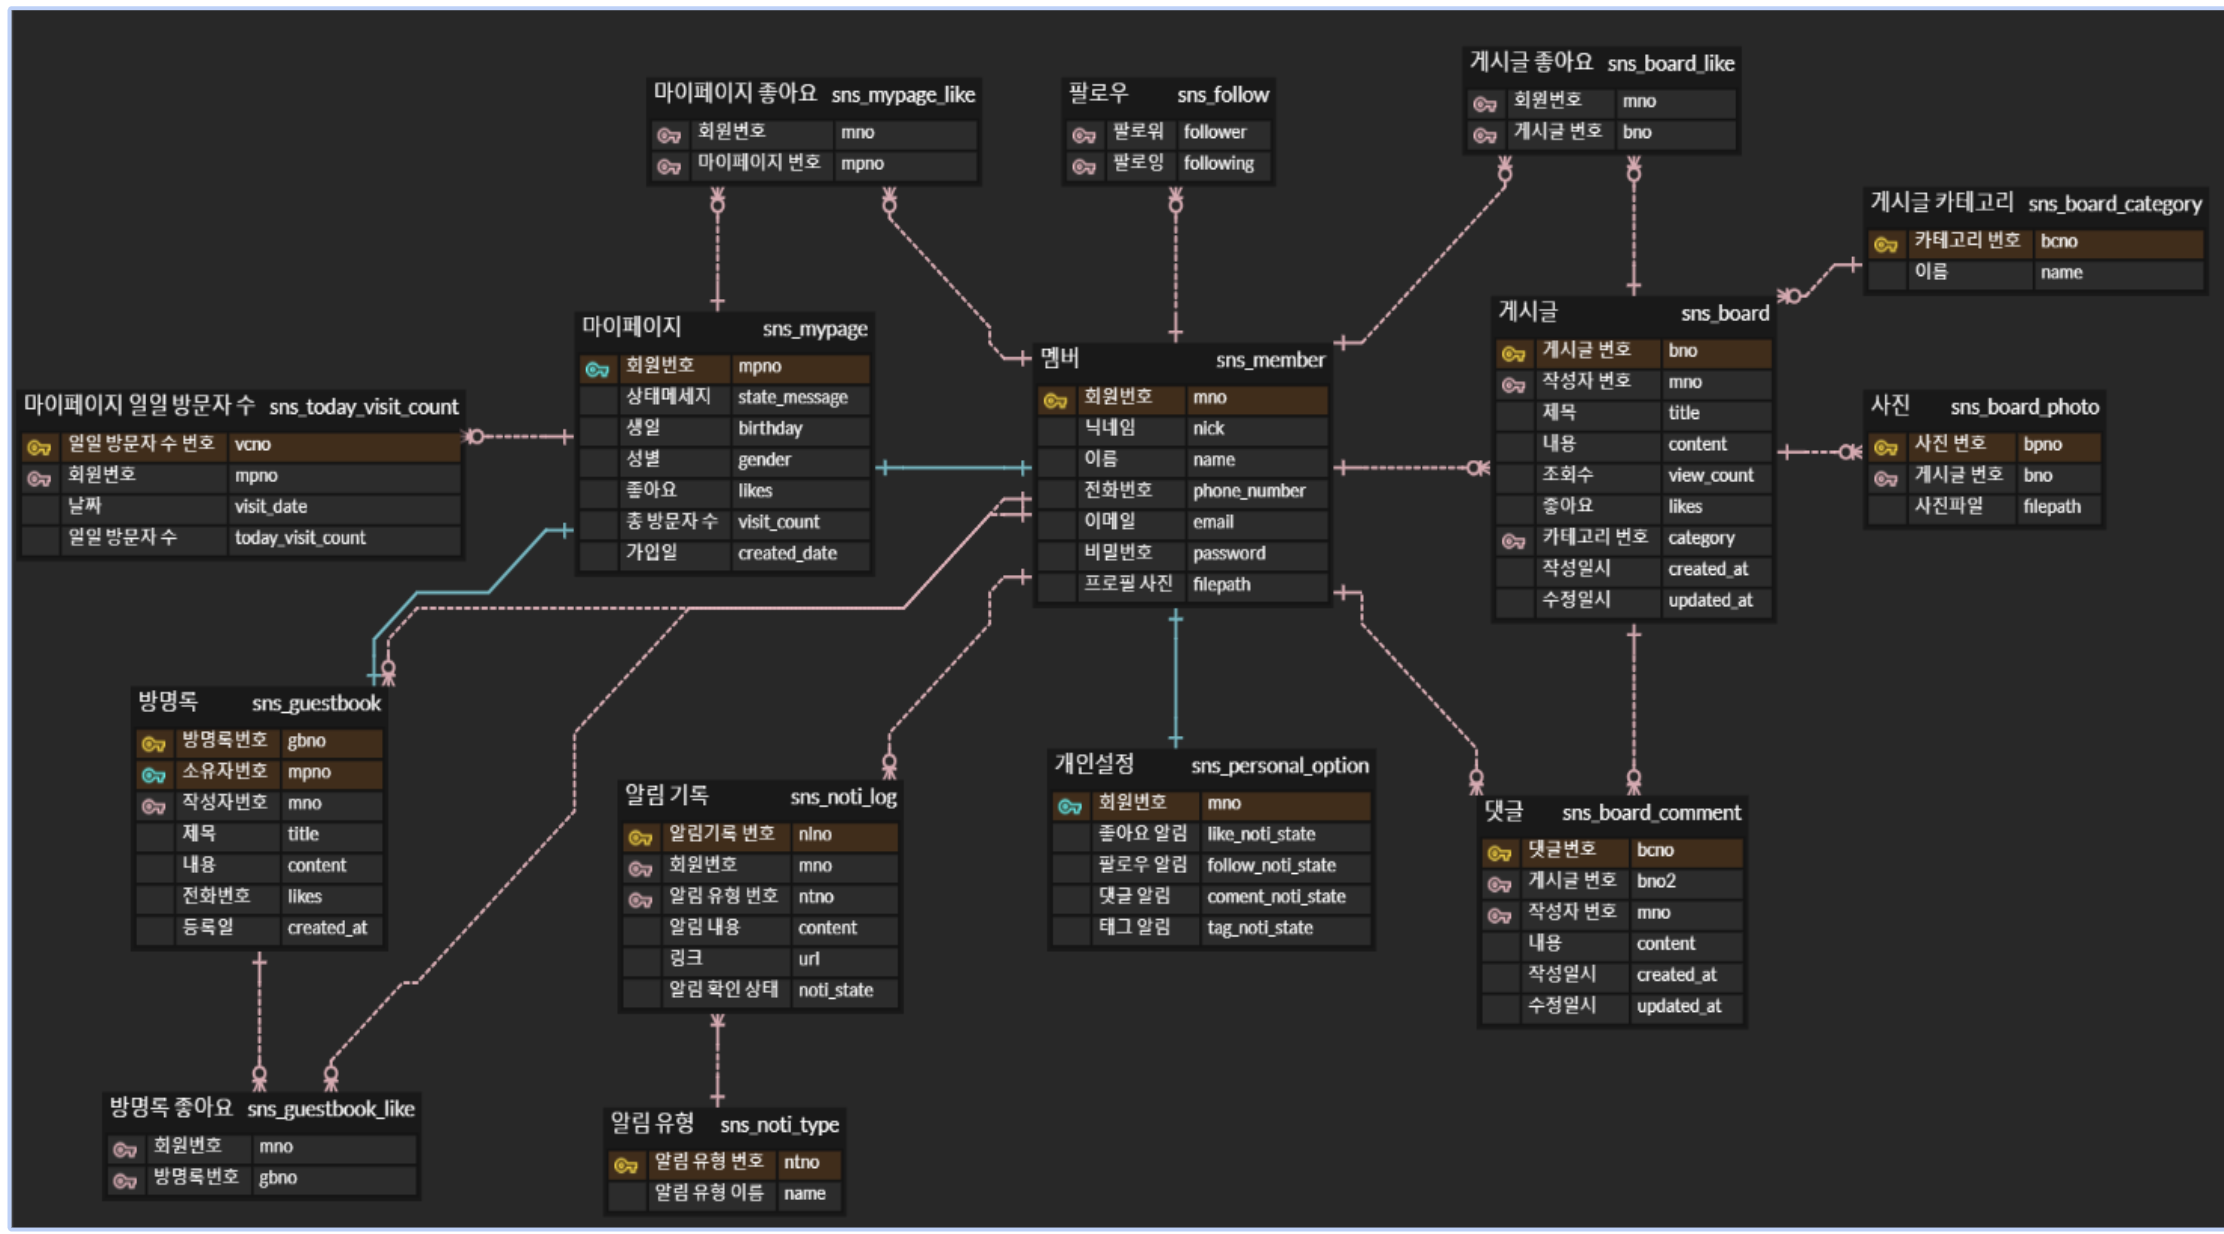 마이페이지 좋아요 sns_mypage_like
회원번호 mno
마이페이지 번호 mpno
팔로우 sns_follow
팔로워 follower
팔로잉 following
게시글 좋아요 sns_board_like
회원번호 mno
게시글 번호 bno
게시글 카테고리 sns_board_category
카테고리 번호 bcno
이름 name
마이페이지 일일 방문자 수 sns_today_visit_count
일일 방문자 수 번호 vcno
회원번호 mpno
날짜 visit_date
일일 방문자 수 today_visit_count
마이페이지 sns_mypage
회원번호 mpno
상태메세지 state_message
생일 birthday
성별 gender
좋아요 likes
총 방문자 수 visit_count
가입일 created_date
멤버 sns_member
회원번호 mno
닉네임 nick
이름 name
전화번호 phone_number
이메일 email
비밀번호 password
프로필 사진 filepath
게시글 sns_board
게시글 번호 bno
작성자 번호 mno
제목 title
내용 content
조회수 view_count
좋아요 likes
카테고리 번호 category
작성일시 created_at
수정일시 updated_at
사진 sns_board_photo
사진 번호 bpno
게시글 번호 bno
사진파일 filepath
방명록 sns_guestbook
방명록번호 gbno
소유자번호 mpno
작성자번호 mno
제목 title
내용 content
전화번호 likes
등록일 created_at
알림 기록 sns_noti_log
알림기록 번호 nlno
회원번호 mno
알림 유형 번호 ntno
알림 내용 content
링크 url
알림 확인 상태 noti_state
개인설정 sns_personal_option
회원번호 mno
좋아요 알림 like_noti_state
팔로우 알림 follow_noti_state
댓글 알림 coment_noti_state
태그 알림 tag_noti_state
댓글 sns_board_comment
댓글번호 bcno
게시글 번호 bno2
작성자 번호 mno
내용 content
작성일시 created_at
수정일시 updated_at
방명록 좋아요 sns_guestbook_like
회원번호 mno
방명록번호 gbno
알림 유형 sns_noti_type
알림 유형 번호 ntno
알림 유형 이름 name